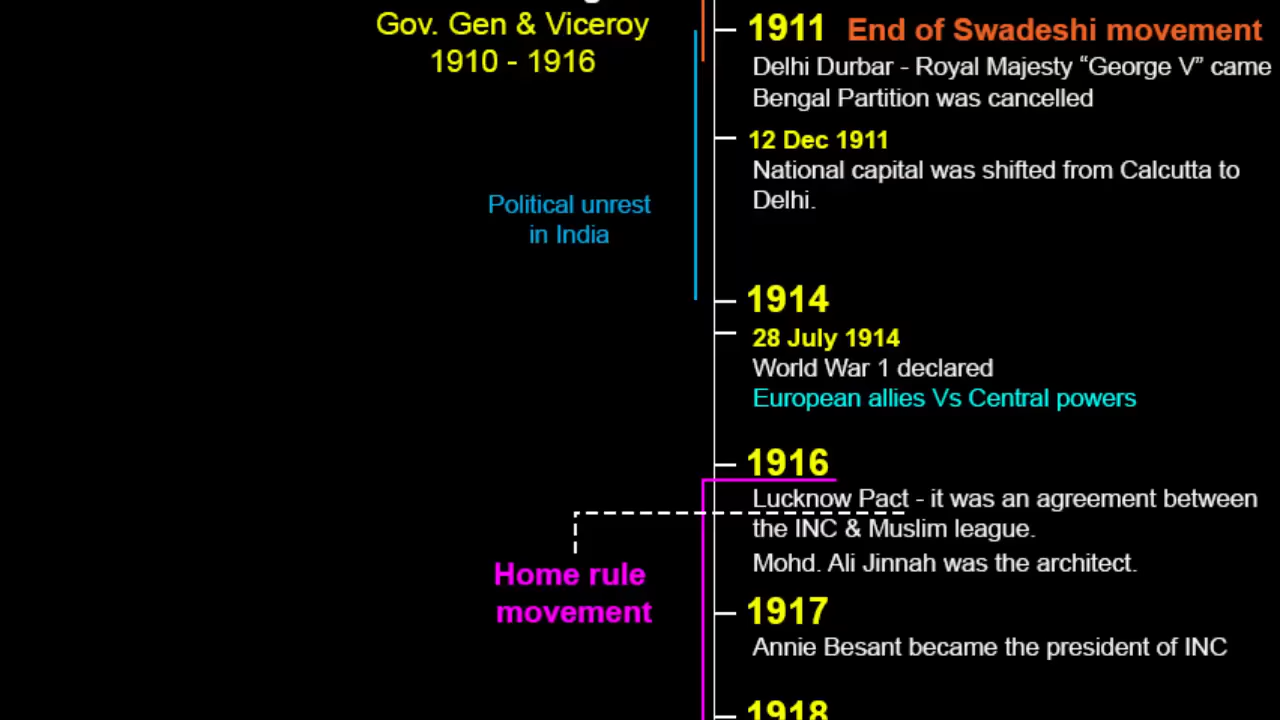 Gov. Gen & Viceroy
1910 - 1916
1911 End of Swadeshi movement
Delhi Durbar - Royal Majesty “George V” came
Bengal Partition was cancelled
12 Dec 1911
National capital was shifted from Calcutta to
Delhi.
Political unrest
in India
1914
28 July 1914
World War 1 declared
European allies Vs Central powers
1916
Lucknow Pact - it was an agreement between
the INC & Muslim league.
Mohd. Ali Jinnah was the architect.
Home rule
movement
1917
Annie Besant became the president of INC
1918